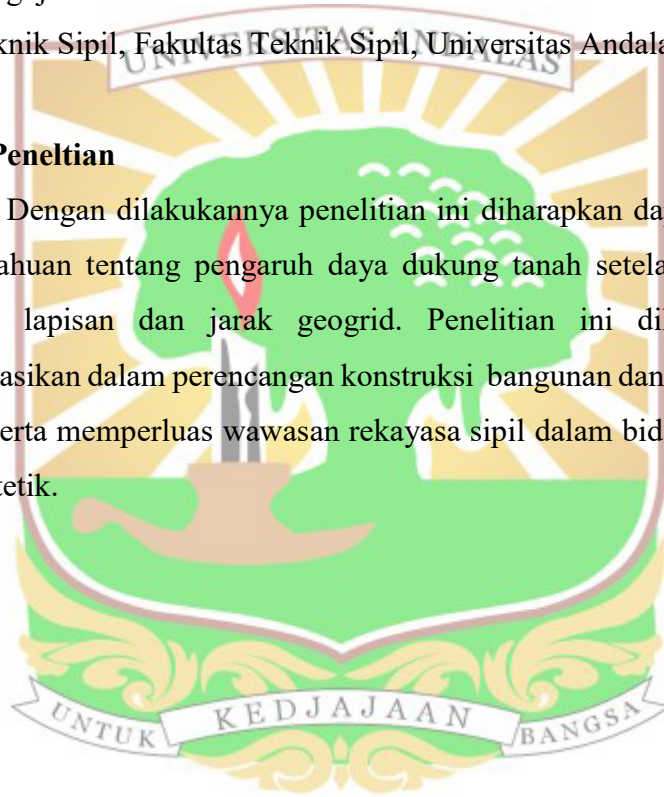 knik Sipil, Fakultas Teknik Sipil, Universitas Andala
UNIVERSITAS ANDALAS
Peneltian
Dengan dilakukannya penelitian ini diharapkan da
ahuan tentang pengaruh daya dukung tanah setela
lapisan dan jarak geogrid. Penelitian ini di
asikan dalam perencangan konstruksi bangunan dan
erta memperluas wawasan rekayasa sipil dalam bida
tetik.
UNTUK KEDJAJAAN BANGSA